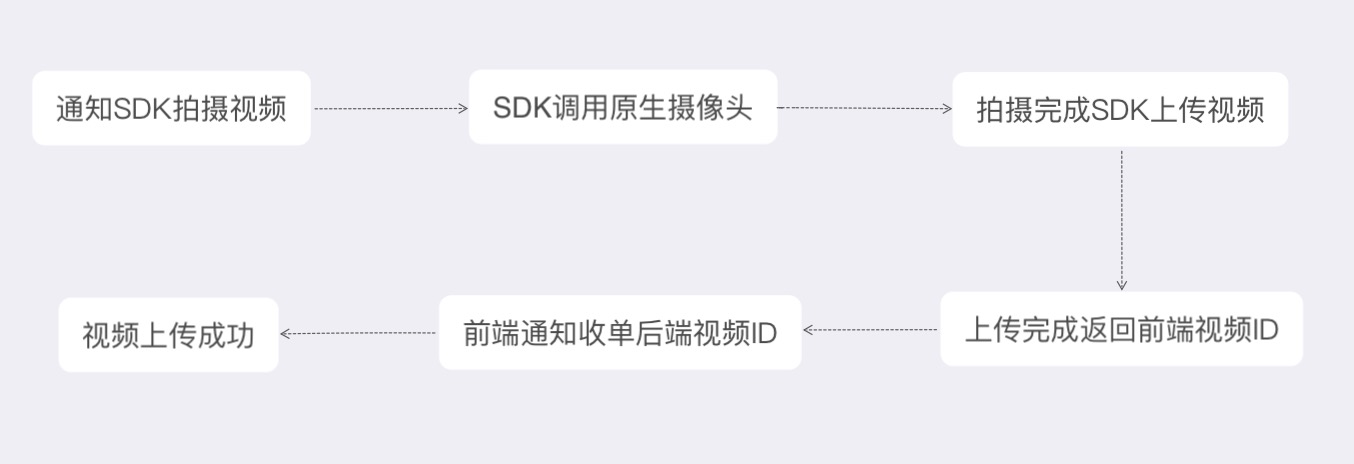 通知SDK拍摄视频
SDK调用原生摄像头
拍摄完成SDK上传视频
上传完成返回前端视频ID
前端通知收单后端视频ID
视频上传成功